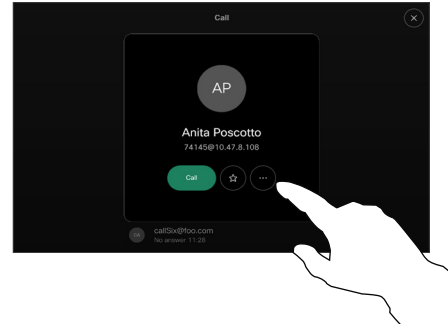 Call
AP
Anita Poscotto
74145@10.47.8.108
Call
callSix@foo.com
No answer 11:28